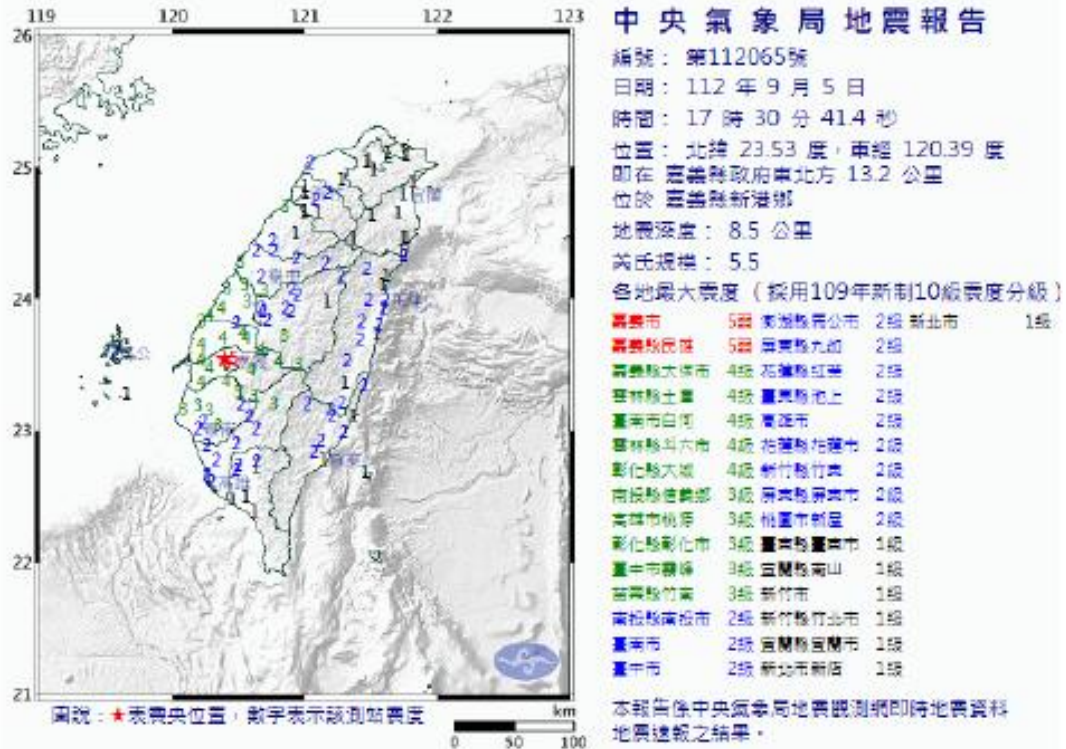 119 120 121 122 123
26
25
24
23
22
21
圖說：★表震央位置，數字表示該測站震度
km
0 50 100
中央氣象局地震報告
編號： 第112065號
日期： 112 年 9 月 5 日
時間： 17 時 30 分 41.4 秒
位置： 北緯 23.53 度，東經 120.39 度
即在 嘉義縣政府東北方 13.2 公里
位於 嘉義縣新港鄉
地震深度： 8.5 公里
芮氏規模： 5.5
各地最大震度（採用109年新制10級震度分級）
嘉義市 5弱 澎湖縣馬公市 2級 新北市 1級
嘉義縣民雄 5弱 屏東縣九如 2級
嘉義縣太保市 4級 花蓮縣紅葉 2級
雲林縣土庫 4級 臺東縣池上 2級
臺南市白河 4級 高雄市 2級
雲林縣斗六市 4級 花蓮縣花蓮市 2級
彰化縣大城 4級 新竹縣竹東 2級
南投縣信義鄉 3級 屏東縣屏東市 2級
高雄市桃源 3級 桃園市新屋 2級
彰化縣彰化市 3級 臺東縣臺東市 1級
臺中市霧峰 3級 宜蘭縣南山 1級
苗栗縣竹南 3級 新竹市 1級
南投縣南投市 2級 新竹縣竹北市 1級
臺南市 2級 宜蘭縣宜蘭市 1級
臺中市 2級 新北市新店 1級
本報告係中央氣象局地震觀測網即時地震資料
地震速報之結果。